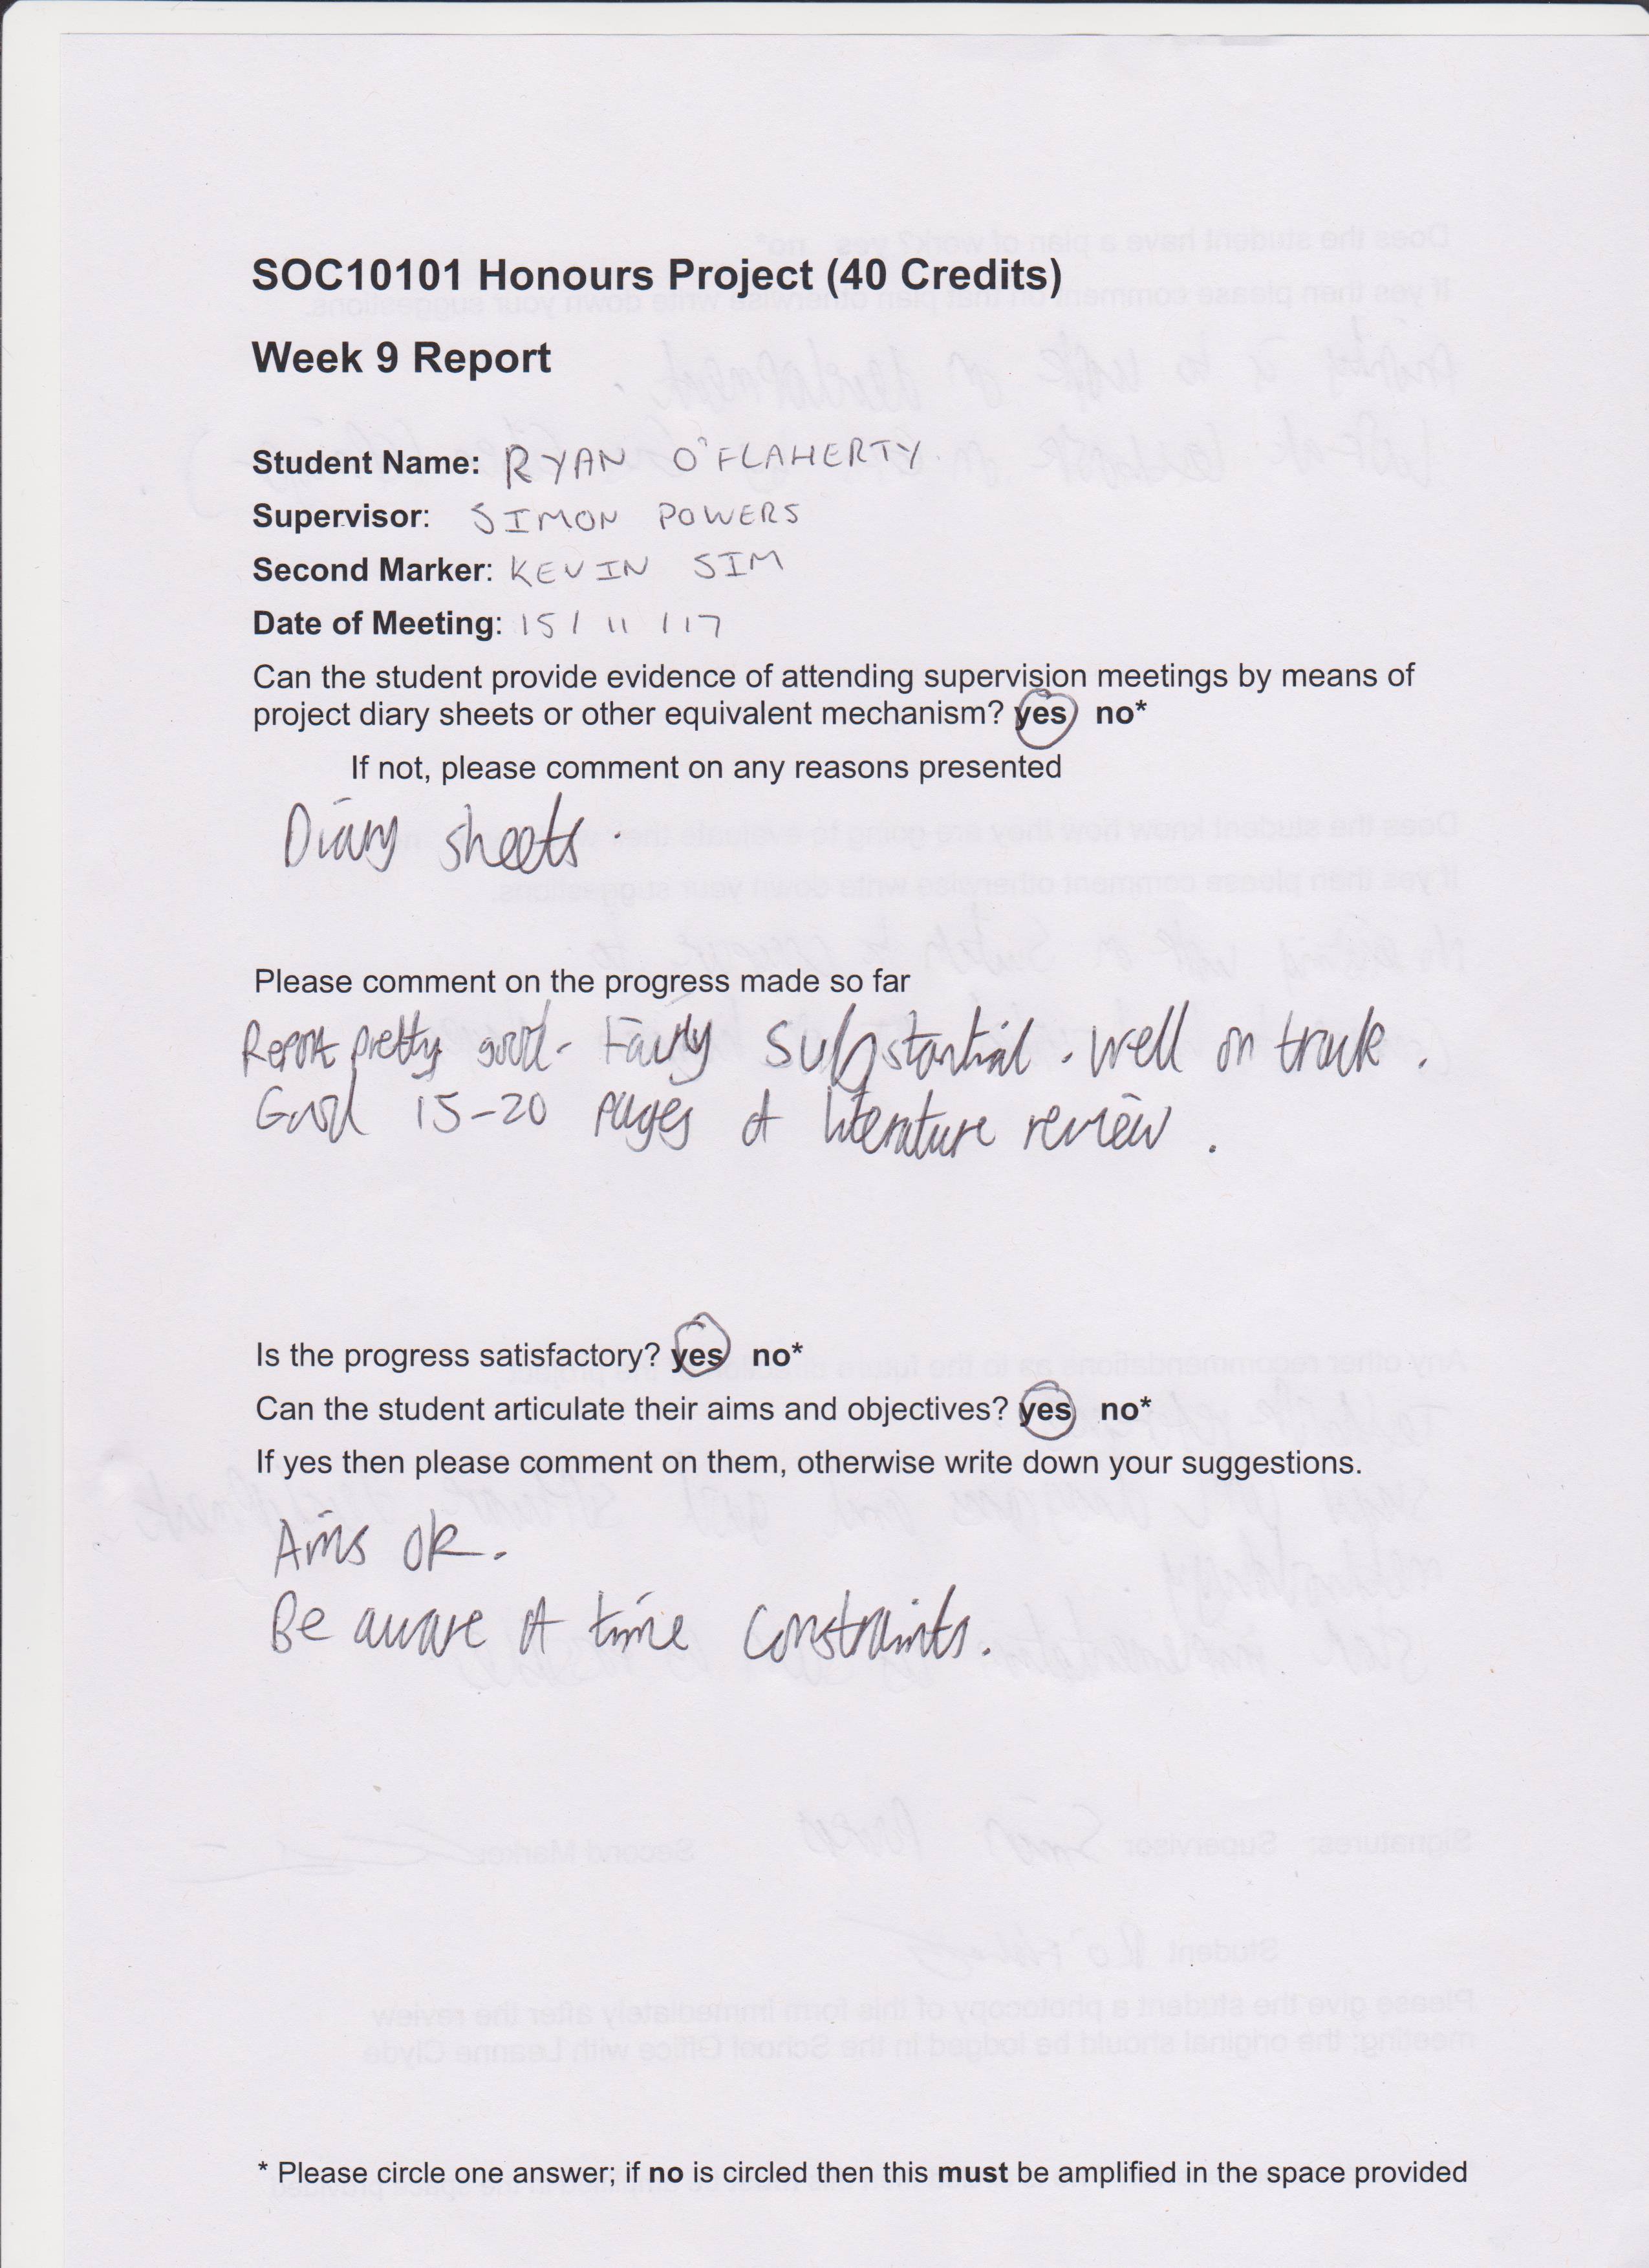 SOC10101 Honours Project (40 Credits)
Week 9 Report
Student Name: RYAN O'FLAHERTY.
Supervisor: SIMON POWERS
Second Marker: KEVIN SIM
Date of Meeting: 15 / 11 / 17
Can the student provide evidence of attending supervision meetings by means of
project diary sheets or other equivalent mechanism? yes no*
If not, please comment on any reasons presented
Diary sheets.
Please comment on the progress made so far
Report pretty good - Fairly substantial. Well on track.
Good 15-20 pages of literature review.
Is the progress satisfactory? yes no*
Can the student articulate their aims and objectives? yes no*
If yes then please comment on them, otherwise write down your suggestions.
Aims OK.
Be aware of time constraints.
* Please circle one answer; if no is circled then this must be amplified in the space provided